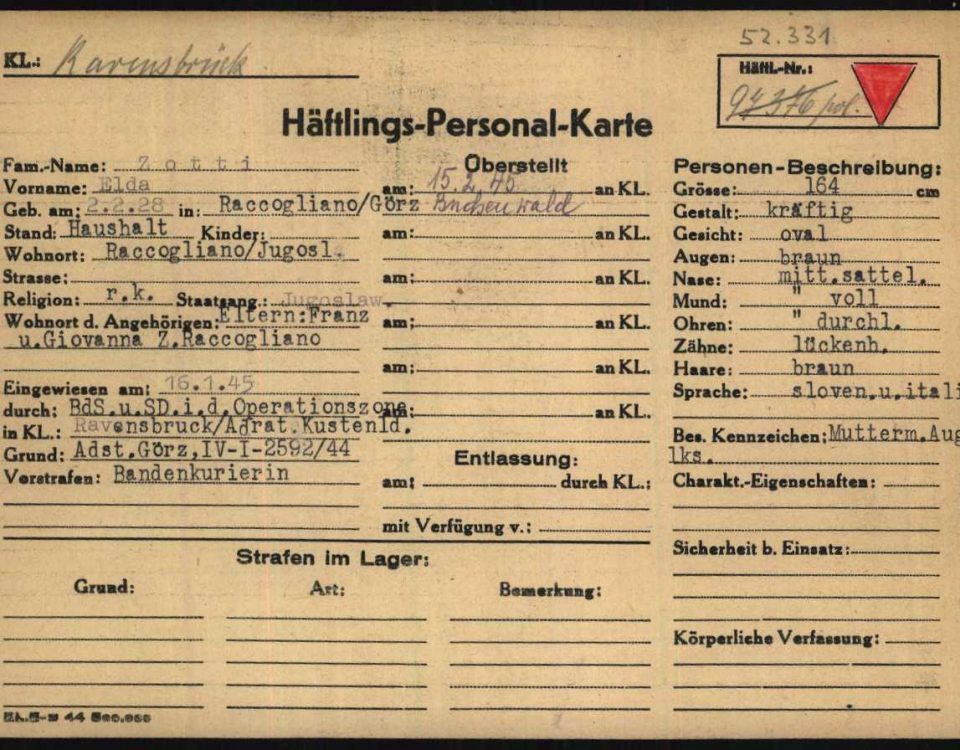 52.331
KL.: Ravensbrück
Häftl.-Nr.:
97376 pol.
Häftlings-Personal-Karte
Fam.-Name: Zotti
Vorname: Elda
Geb. am: 2.2.28 in: Raccogliano/Görz
Stand: Haushalt Kinder:
Wohnort: Raccogliano/Jugosl.
Strasse:
Religion: r.k. Staatsang.: Jugoslaw.
Wohnort d. Angehörigen: Eltern:Franz
u.Giovanna Z.Raccogliano
Eingewiesen am: 16.1.45
durch: BdS.u.SD.i.d.Operationszone
in KL.: Ravensbruck/Adrat.Kustenld.
Grund: Adst.Görz,IV-I-2592/44
Vorstrafen: Bandenkurierin
Überstellt
am: 15.2.45 an KL.
Buchenwald
am: an KL.
am: an KL.
am: an KL.
am: an KL.
am: an KL.
Entlassung:
am: durch KL.:
mit Verfügung v.:
Personen-Beschreibung:
Grösse: 164 cm
Gestalt: kräftig
Gesicht: oval
Augen: braun
Nase: mitt.sattel.
Mund: " voll
Ohren: " durchl.
Zähne: lückenh.
Haare: braun
Sprache: sloven.u.itali
Bes. Kennzeichen: Mutterm.Aug
lks.
Charakt.-Eigenschaften:
Sicherheit b. Einsatz:
Körperliche Verfassung:
Strafen im Lager:
Grund: Art: Bemerkung: